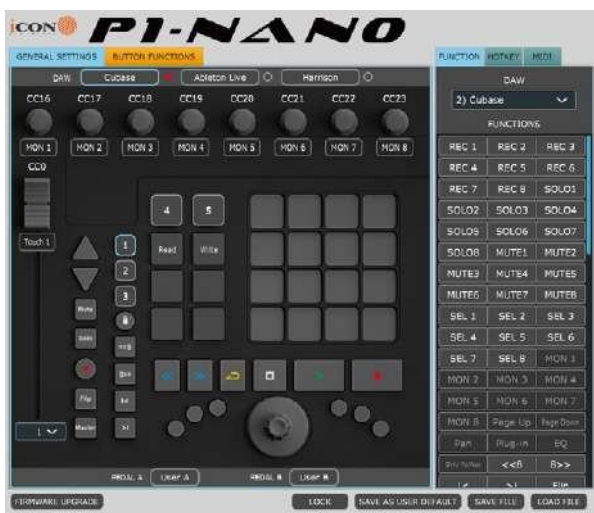 iCON P1-NANO
GENERAL SETTINGS BUTTON FUNCTIONS FUNCTION HOTKEY MIDI
DAW Cubase Ableton Live Harrison DAW
2) Cubase
CC16 CC17 CC18 CC19 CC20 CC21 CC22 CC23
FUNCTIONS
MON 1 MON 2 MON 3 MON 4 MON 5 MON 6 MON 7 MON 8
REC 1 REC 2 REC 3
CC0
REC 4 REC 5 REC 6
REC 7 REC 8 SOLO1
4 5
SOLO2 SOLO3 SOLO4
Touch 1
1
Read Write
SOLO5 SOLO6 SOLO7
SOLO8 MUTE1 MUTE2
2
MUTE3 MUTE4 MUTE5
3
MUTE6 MUTE7 MUTE8
Mute
SEL 1 SEL 2 SEL 3
Solo
<<8
SEL 4 SEL 5 SEL 6
8>>
SEL 7 SEL 8 MON 1
MON 2 MON 3 MON 4
Flip |<
MON 5 MON 6 MON 7
1 Master >|
MON 8 Page Up Page Down
Pan Plug-in EQ
<<8 8>>
PEDAL A User A PEDAL B User B
|< >| Flip
FIRMWARE UPGRADE LOCK SAVE AS USER DEFAULT SAVE FILE LOAD FILE